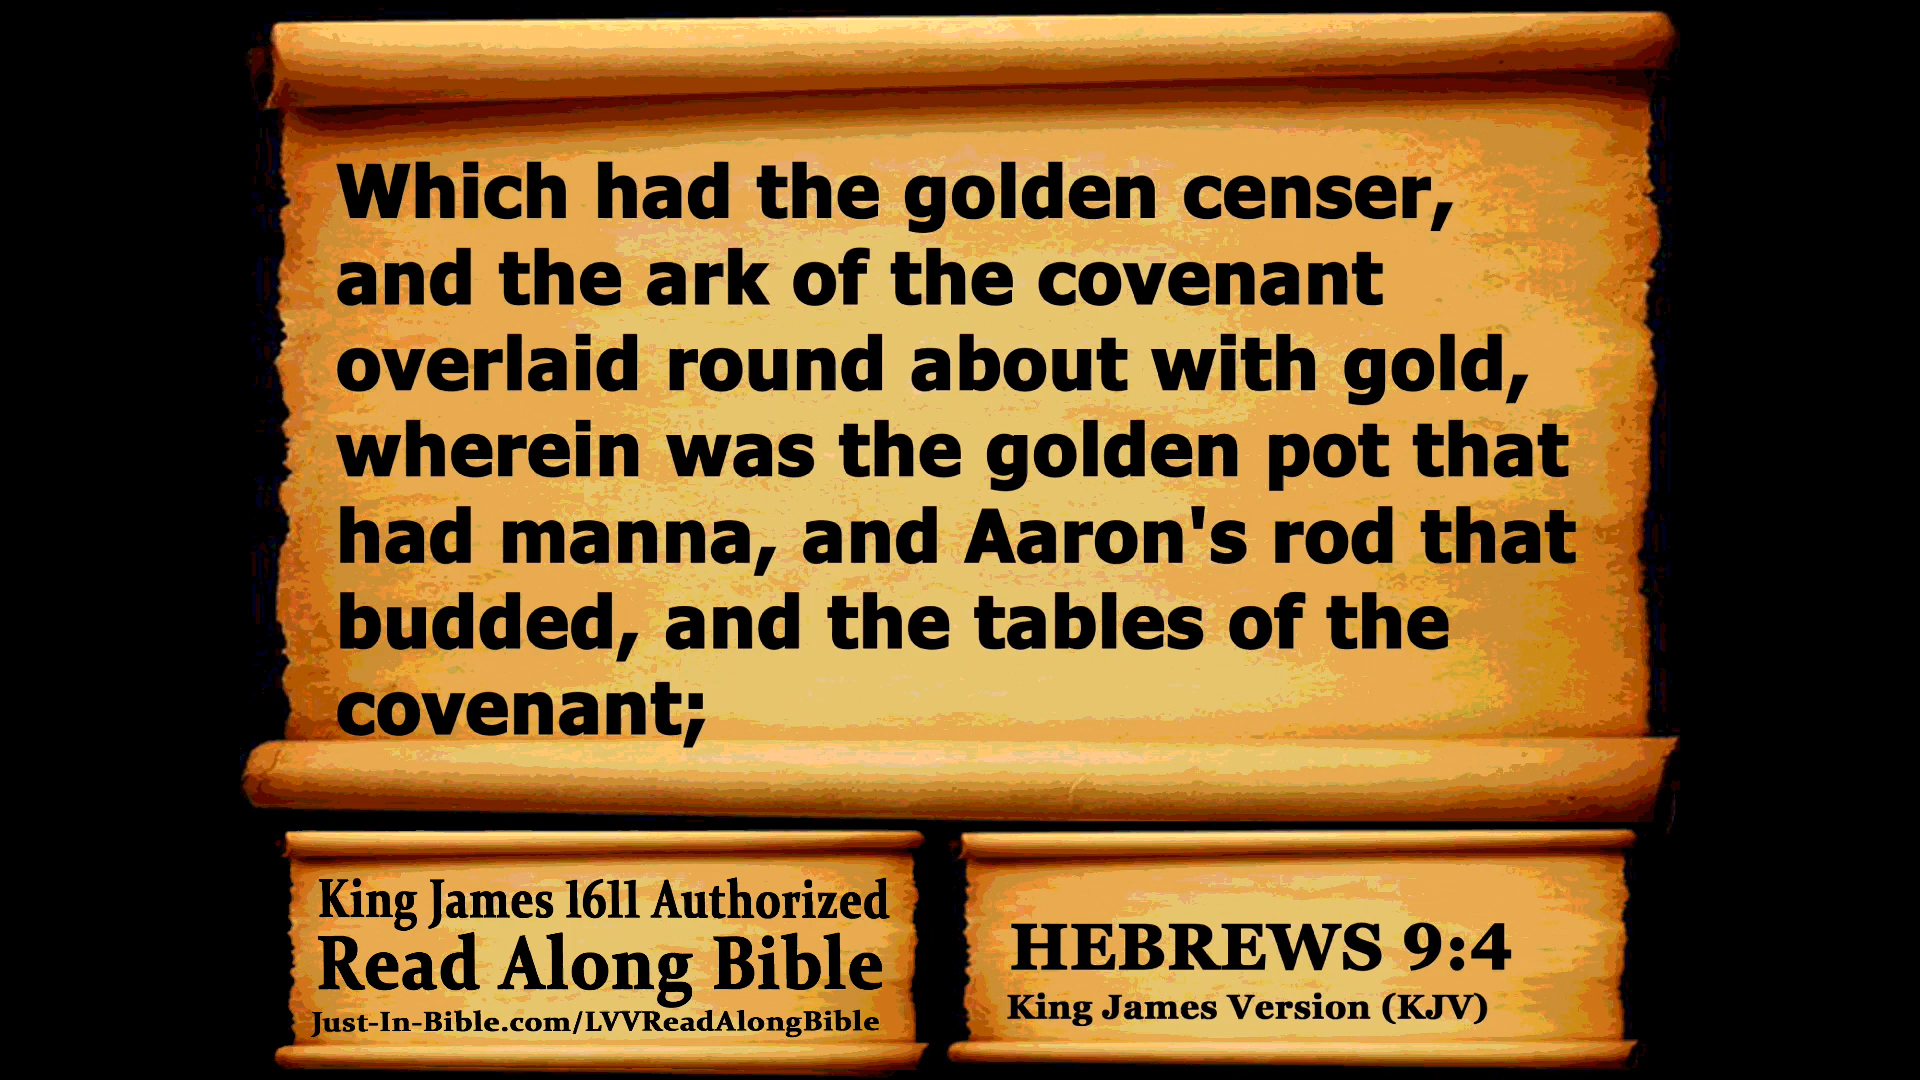 Which had the golden censer,
and the ark of the covenant
overlaid round about with gold,
wherein was the golden pot that
had manna, and Aaron's rod that
budded, and the tables of the
covenant;
King James 1611 Authorized
Read Along Bible
Just-In-Bible.com/LVVReadAlongBible
HEBREWS 9:4
King James Version (KJV)